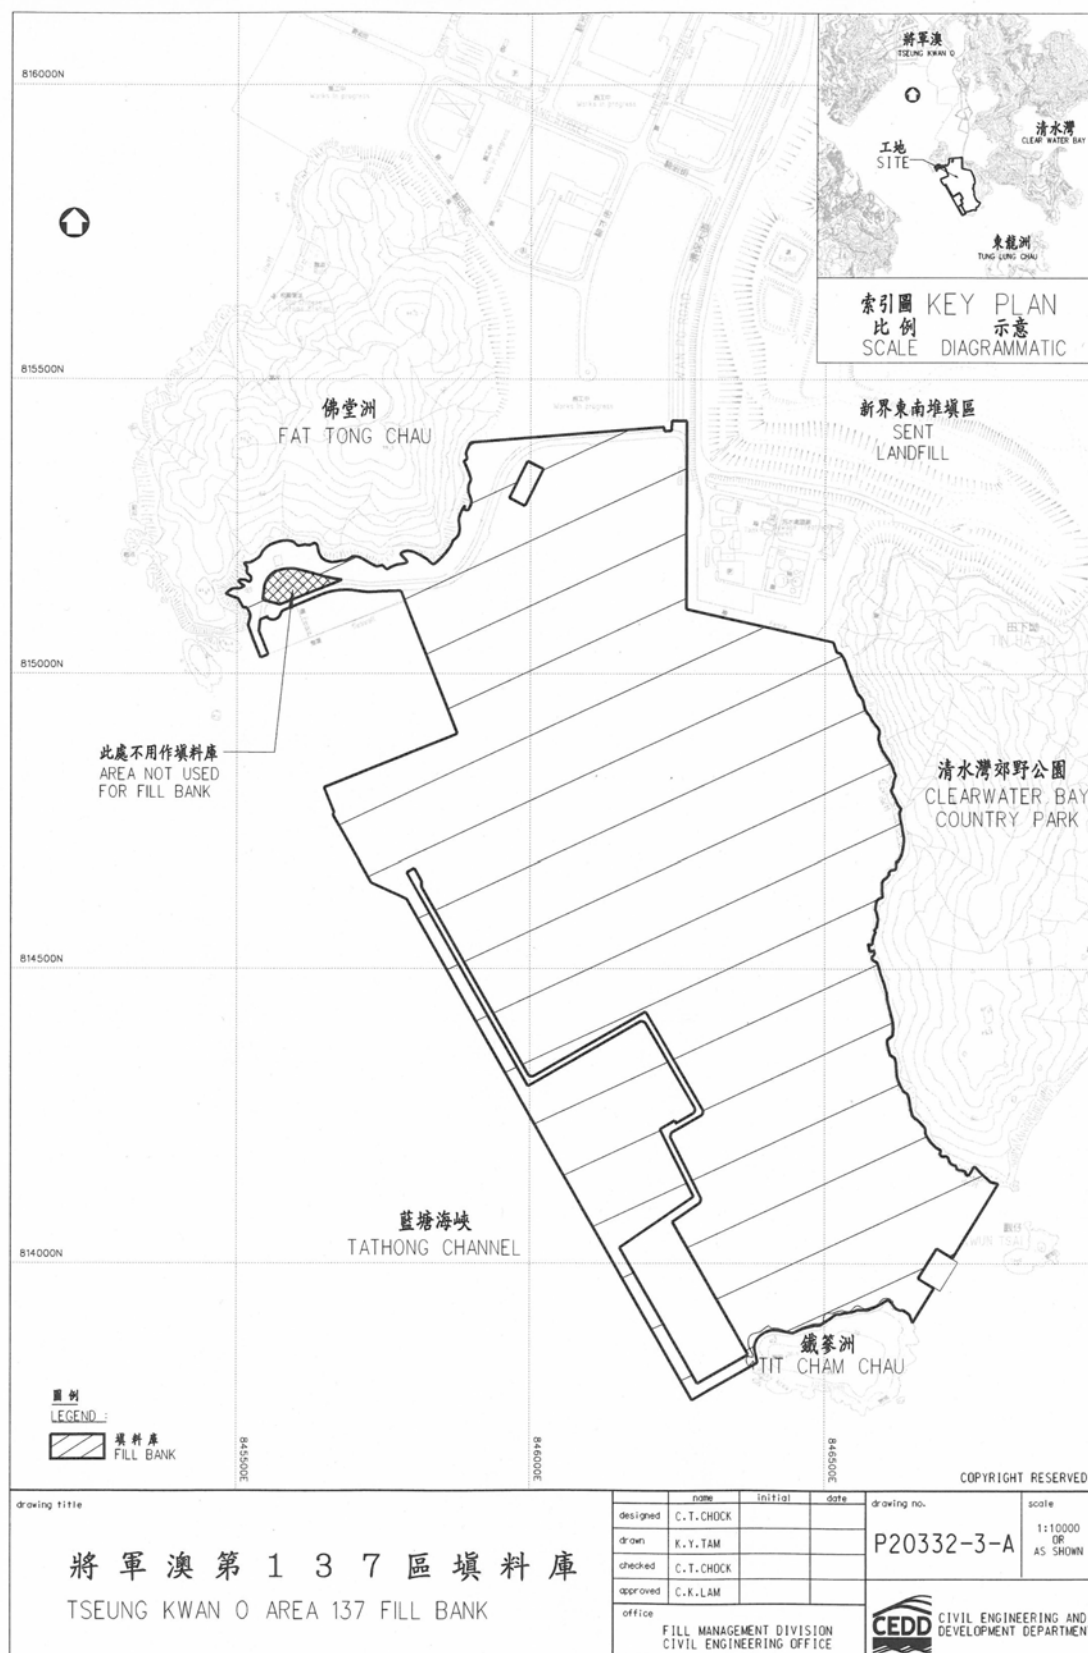 816000N
815500N
815000N
814500N
814000N
845500E
846000E
846500E
將軍澳
TSEUNG KWAN O
清水灣
CLEAR WATER BAY
工地
SITE
東龍洲
TUNG LUNG CHAU
索引圖 KEY PLAN
比例 示意
SCALE DIAGRAMMATIC
佛堂洲
FAT TONG CHAU
新界東南堆填區
SENT
LANDFILL
此處不用作填料庫
AREA NOT USED
FOR FILL BANK
清水灣郊野公園
CLEARWATER BAY
COUNTRY PARK
藍塘海峽
TATHONG CHANNEL
鐵篸洲
TIT CHAM CHAU
圖例
LEGEND :
填料庫
FILL BANK
COPYRIGHT RESERVED
drawing title
將軍澳第137區填料庫
TSEUNG KWAN O AREA 137 FILL BANK
name initial date
designed C.T.CHOCK
drawn K.Y.TAM
checked C.T.CHOCK
approved C.K.LAM
office
FILL MANAGEMENT DIVISION
CIVIL ENGINEERING OFFICE
drawing no.
P20332-3-A
scale
1:10000
OR
AS SHOWN
CEDD
CIVIL ENGINEERING AND
DEVELOPMENT DEPARTMENT